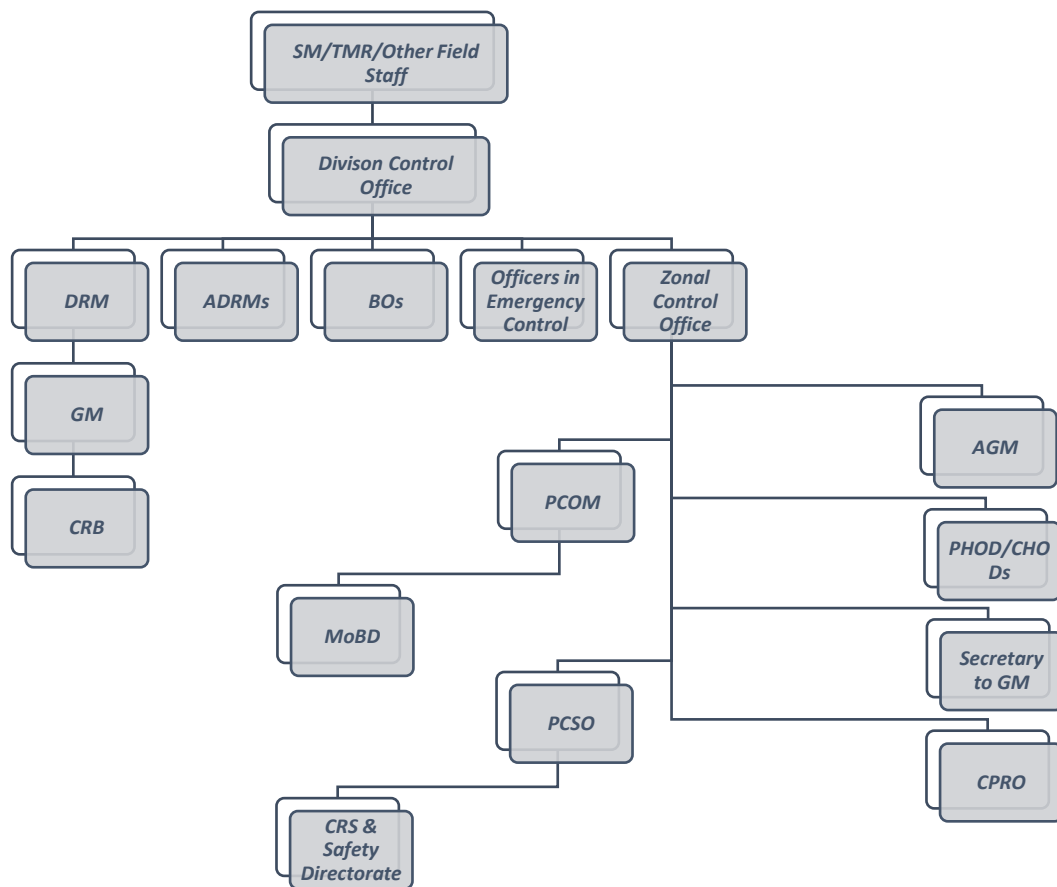 SM/TMR/Other Field
Staff
Divison Control
Office
DRM
ADRMs
BOs
Officers in
Emergency
Control
Zonal
Control
Office
GM
CRB
AGM
PCOM
PHOD/CHO
Ds
MoBD
Secretary
to GM
PCSO
CPRO
CRS &
Safety
Directorate